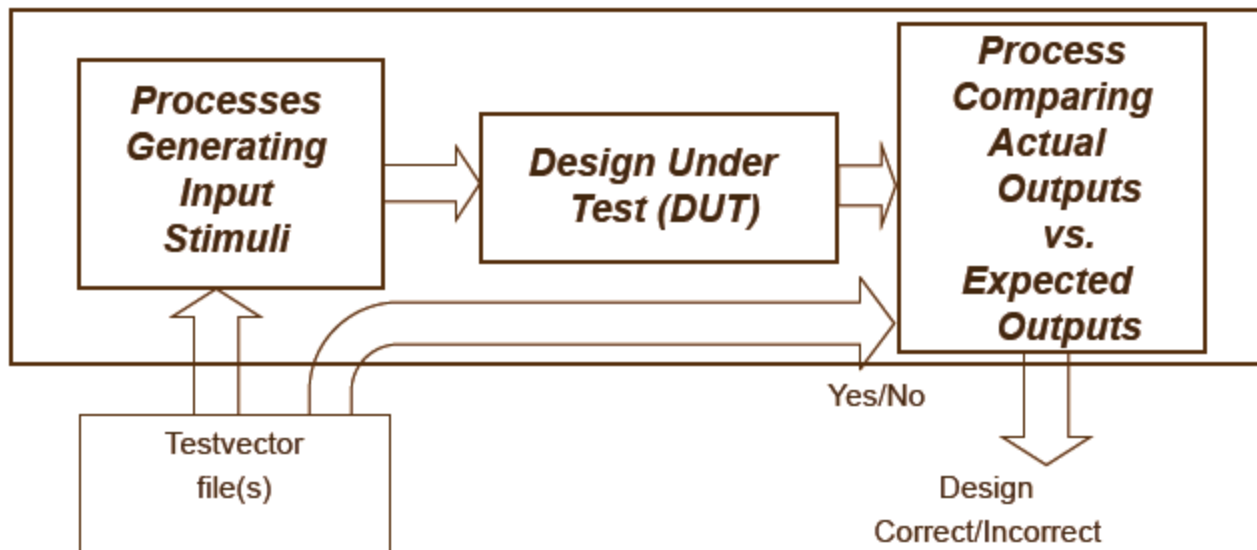 Processes
Generating
Input
Stimuli
Design Under
Test (DUT)
Process
Comparing
Actual
Outputs
vs.
Expected
Outputs
Testvector
file(s)
Yes/No
Design
Correct/Incorrect